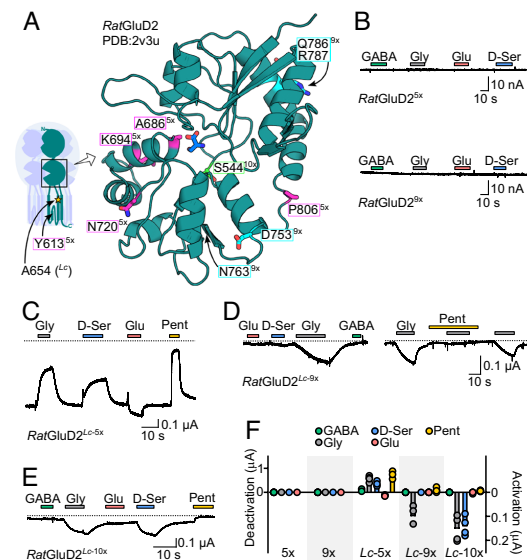 A
RatGluD2
PDB:2v3u
Q786 9x
R787
A686 5x
K694 5x
S544 10x
Y613 5x
A654 (Lc)
N720 5x
P806 5x
D753 9x
N763 9x
B
GABA Gly Glu D-Ser
10 nA
10 s
RatGluD2 5x
GABA Gly Glu D-Ser
10 nA
10 s
RatGluD2 9x
C
Gly D-Ser Glu Pent
0.1 µA
10 s
RatGluD2 Lc-5x
D
Glu D-Ser Gly GABA
Gly Pent
0.1 µA
10 s
RatGluD2 Lc-9x
E
GABA Gly Glu D-Ser Pent
0.1 µA
10 s
RatGluD2 Lc-10x
F
GABA D-Ser Pent
Gly Glu
Deactivation (µA)
1
0
Activation (µA)
0
0.1
0.2
5x 9x Lc-5x Lc-9x Lc-10x